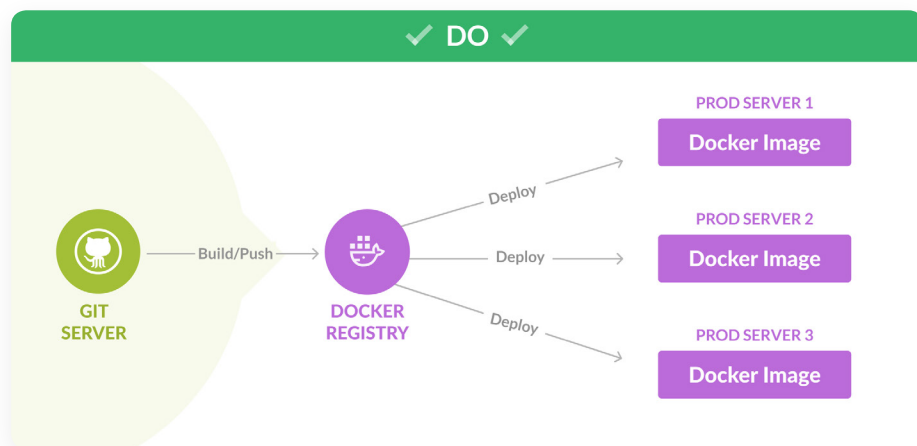 DO
GIT
SERVER
Build/Push
DOCKER
REGISTRY
Deploy
Deploy
Deploy
PROD SERVER 1
Docker Image
PROD SERVER 2
Docker Image
PROD SERVER 3
Docker Image